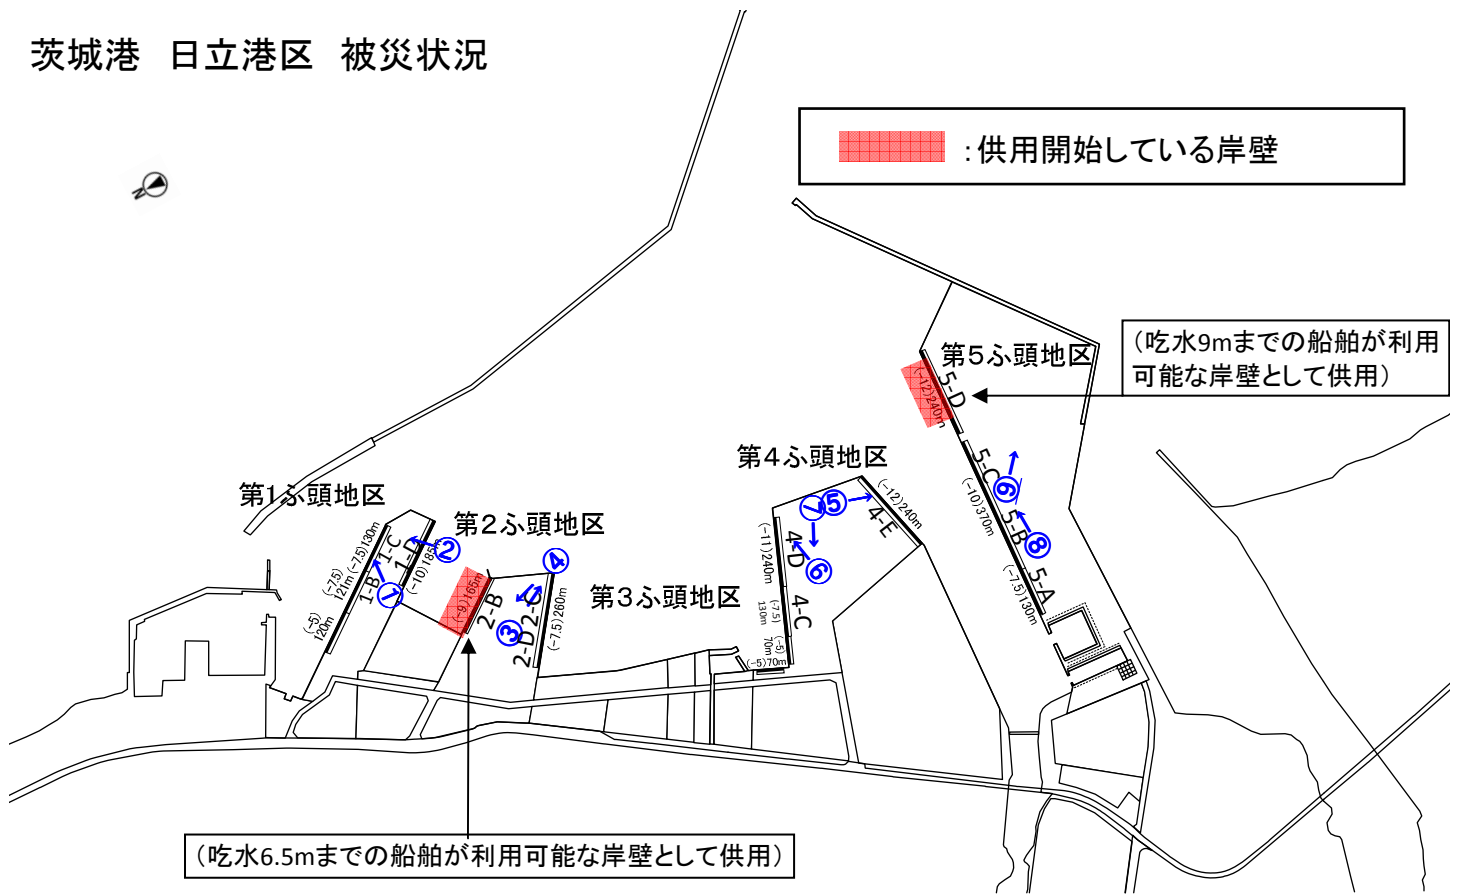 茨城港　日立港区　被災状況
：供用開始している岸壁
N
（吃水9mまでの船舶が利用
可能な岸壁として供用）
第5ふ頭地区
5-D
(-12)240m
5-C
(-10)370m
⑨
5-B
⑧
5-A
(-7.5)130m
第4ふ頭地区
(-12)240m
4-E
⑦
⑤
4-D
(-11)240m
⑥
4-C
(-7.5)
130m
(-5)
70m
(-5)70m
第3ふ頭地区
第2ふ頭地区
④
2-B
(-9)165m
2-C
③
2-D
(-7.5)260m
第1ふ頭地区
1-C
(-7.5)130m
1-D
②
1-B
①
(-7.5)
121m
(-5)
120m
（吃水6.5mまでの船舶が利用可能な岸壁として供用）